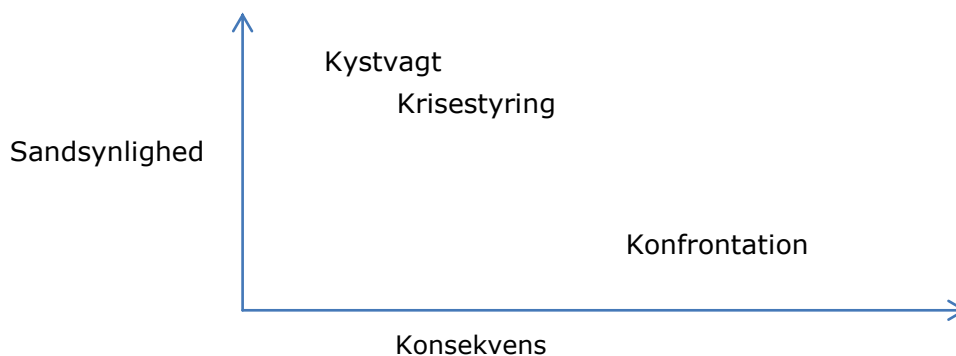 Kystvagt
Krisestyring
Sandsynlighed
Konfrontation
Konsekvens